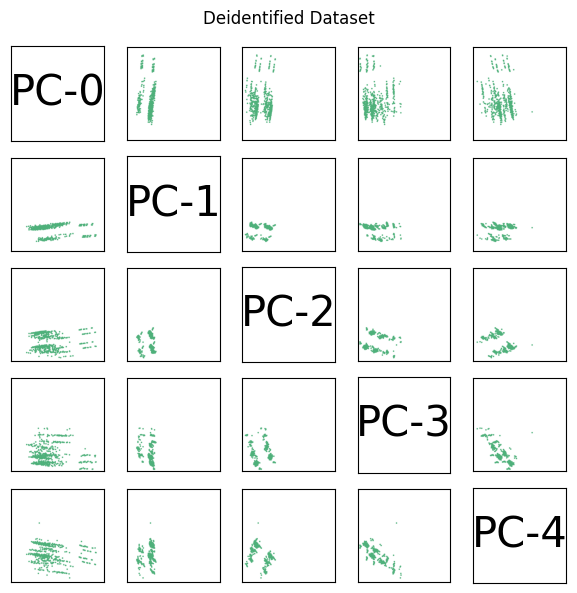 Deidentified Dataset
PC-0
PC-1
PC-2
PC-3
PC-4